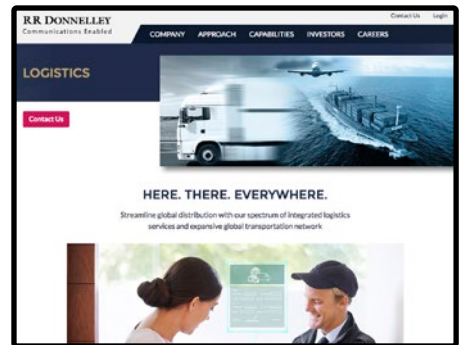 Contact Us Login
RR DONNELLEY
Communications Enabled
COMPANY APPROACH CAPABILITIES INVESTORS CAREERS
LOGISTICS
Contact Us
HERE. THERE. EVERYWHERE.
Streamline global distribution with our spectrum of integrated logistics
services and expansive global transportation network